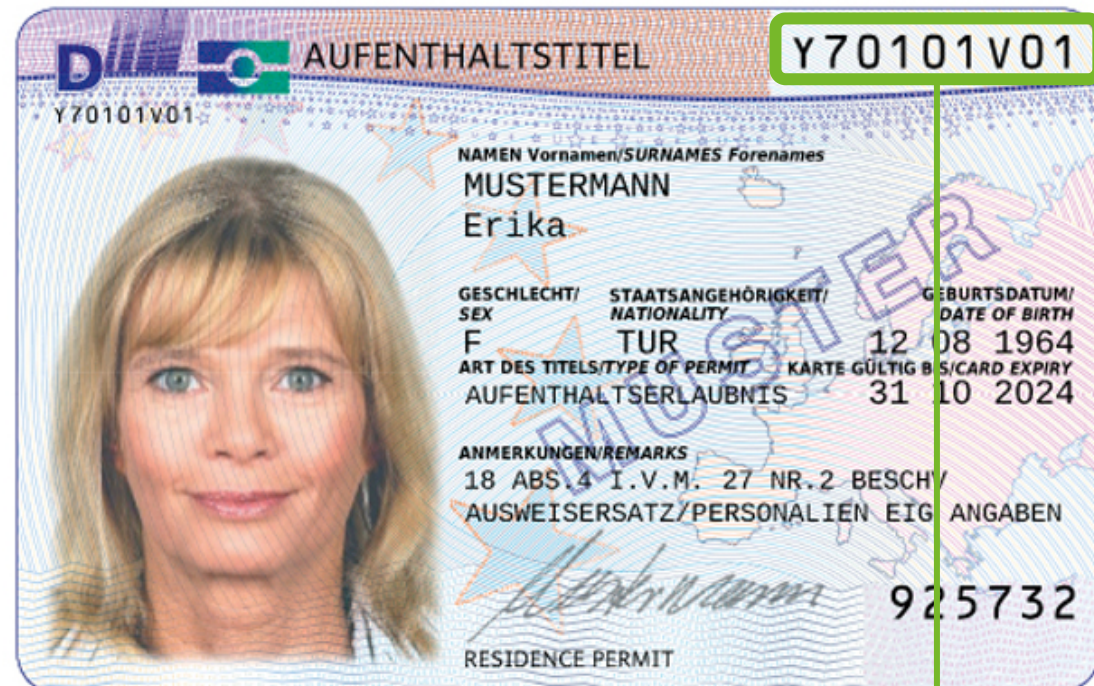 D
AUFENTHALTSTITEL
Y70101V01
Y70101V01
NAMEN Vornamen/SURNAMES Forenames
MUSTERMANN
Erika
GESCHLECHT/ STAATSANGEHÖRIGKEIT/ GEBURTSDATUM/
SEX NATIONALITY DATE OF BIRTH
F TUR 12 08 1964
ART DES TITELS/TYPE OF PERMIT KARTE GÜLTIG BIS/CARD EXPIRY
AUFENTHALTSERLAUBNIS 31 10 2024
ANMERKUNGEN/REMARKS
18 ABS.4 I.V.M. 27 NR.2 BESCHV
AUSWEISERSATZ/PERSONALIEN EIG ANGABEN
MUSTER
Mustermann
925732
RESIDENCE PERMIT